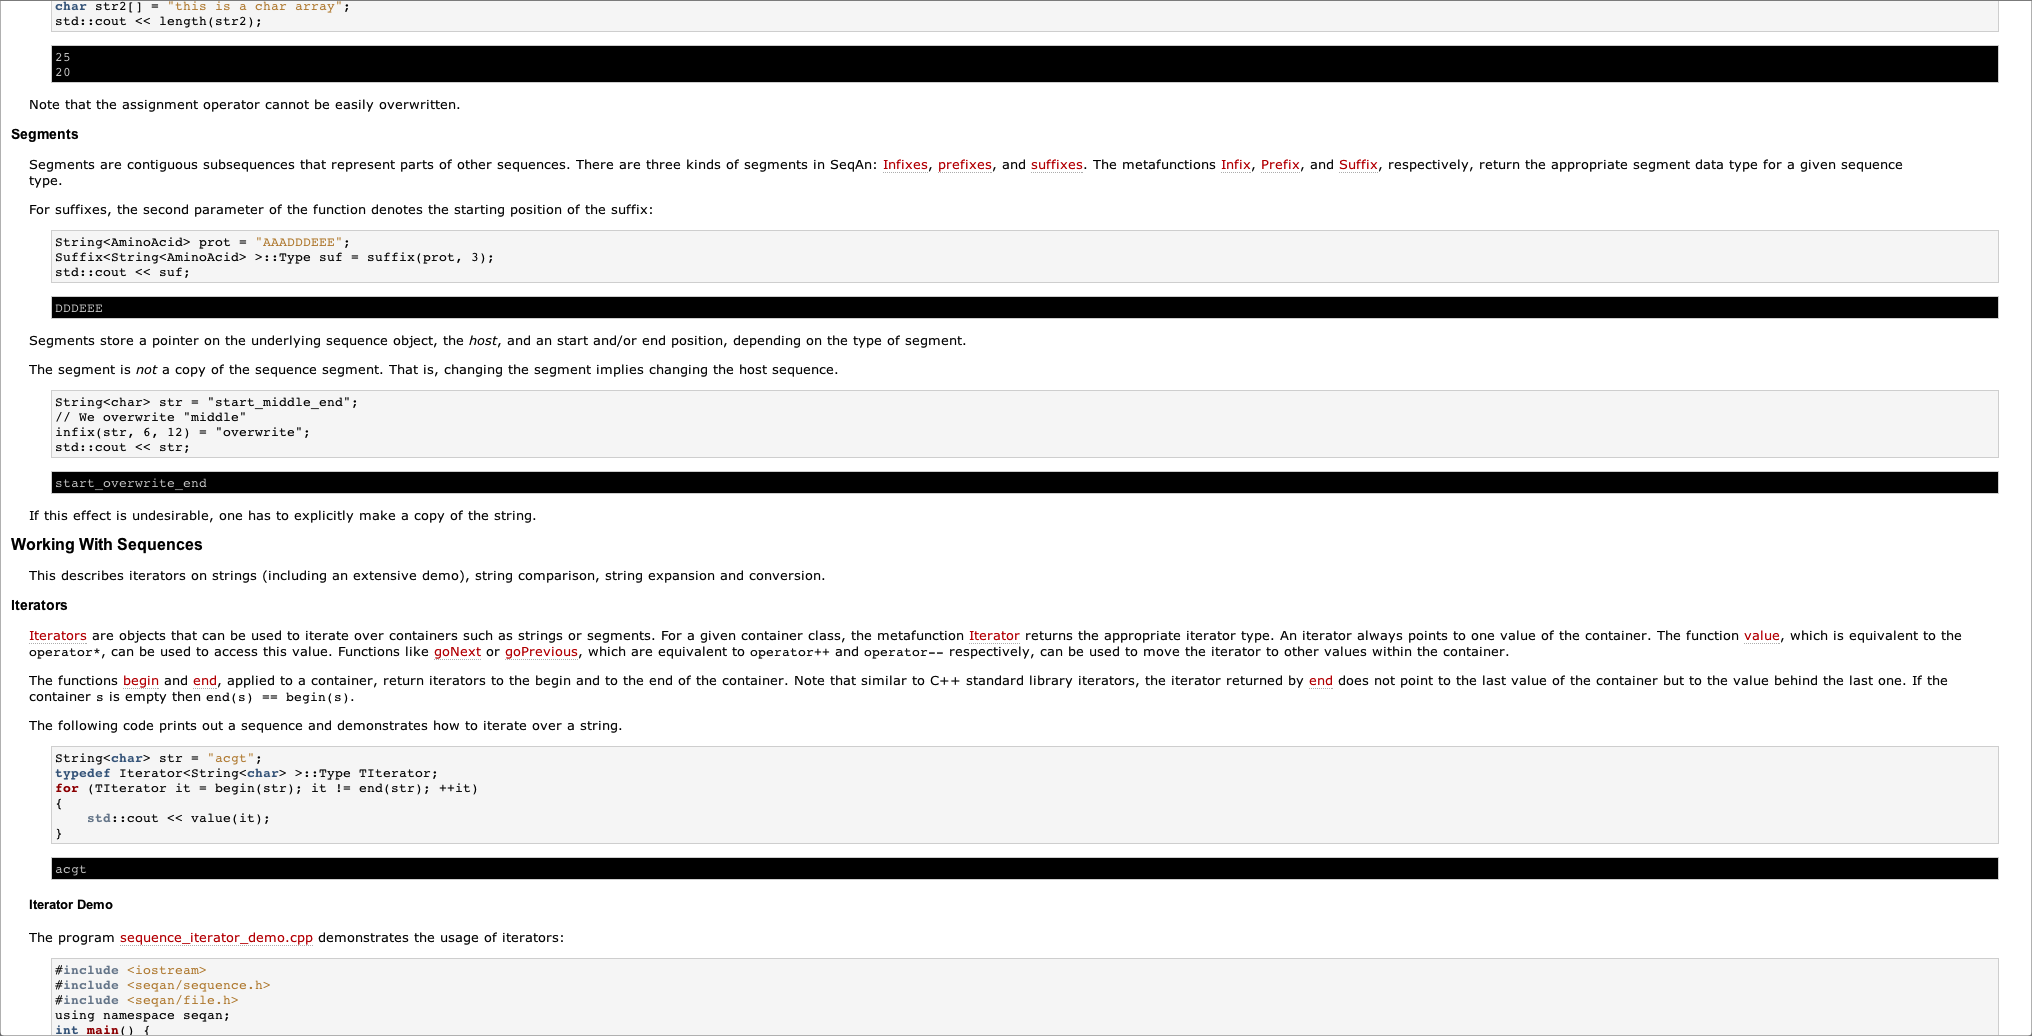 char str2[] = "this is a char array";
std::cout << length(str2);
25
20
Note that the assignment operator cannot be easily overwritten.
Segments
Segments are contiguous subsequences that represent parts of other sequences. There are three kinds of segments in SeqAn: Infixes, prefixes, and suffixes. The metafunctions Infix, Prefix, and Suffix, respectively, return the appropriate segment data type for a given sequence
type.
For suffixes, the second parameter of the function denotes the starting position of the suffix:
String<AminoAcid> prot = "AAADDDEEE";
Suffix<String<AminoAcid> >::Type suf = suffix(prot, 3);
std::cout << suf;
DDDEEE
Segments store a pointer on the underlying sequence object, the host, and an start and/or end position, depending on the type of segment.
The segment is not a copy of the sequence segment. That is, changing the segment implies changing the host sequence.
String<char> str = "start_middle_end";
// We overwrite "middle"
infix(str, 6, 12) = "overwrite";
std::cout << str;
start_overwrite_end
If this effect is undesirable, one has to explicitly make a copy of the string.
Working With Sequences
This describes iterators on strings (including an extensive demo), string comparison, string expansion and conversion.
Iterators
Iterators are objects that can be used to iterate over containers such as strings or segments. For a given container class, the metafunction Iterator returns the appropriate iterator type. An iterator always points to one value of the container. The function value, which is equivalent to the
operator*, can be used to access this value. Functions like goNext or goPrevious, which are equivalent to operator++ and operator-- respectively, can be used to move the iterator to other values within the container.
The functions begin and end, applied to a container, return iterators to the begin and to the end of the container. Note that similar to C++ standard library iterators, the iterator returned by end does not point to the last value of the container but to the value behind the last one. If the
container s is empty then end(s) == begin(s).
The following code prints out a sequence and demonstrates how to iterate over a string.
String<char> str = "acgt";
typedef Iterator<String<char> >::Type TIterator;
for (TIterator it = begin(str); it != end(str); ++it)
{
    std::cout << value(it);
}
acgt
Iterator Demo
The program sequence_iterator_demo.cpp demonstrates the usage of iterators:
#include <iostream>
#include <seqan/sequence.h>
#include <seqan/file.h>
using namespace seqan;
int main() {